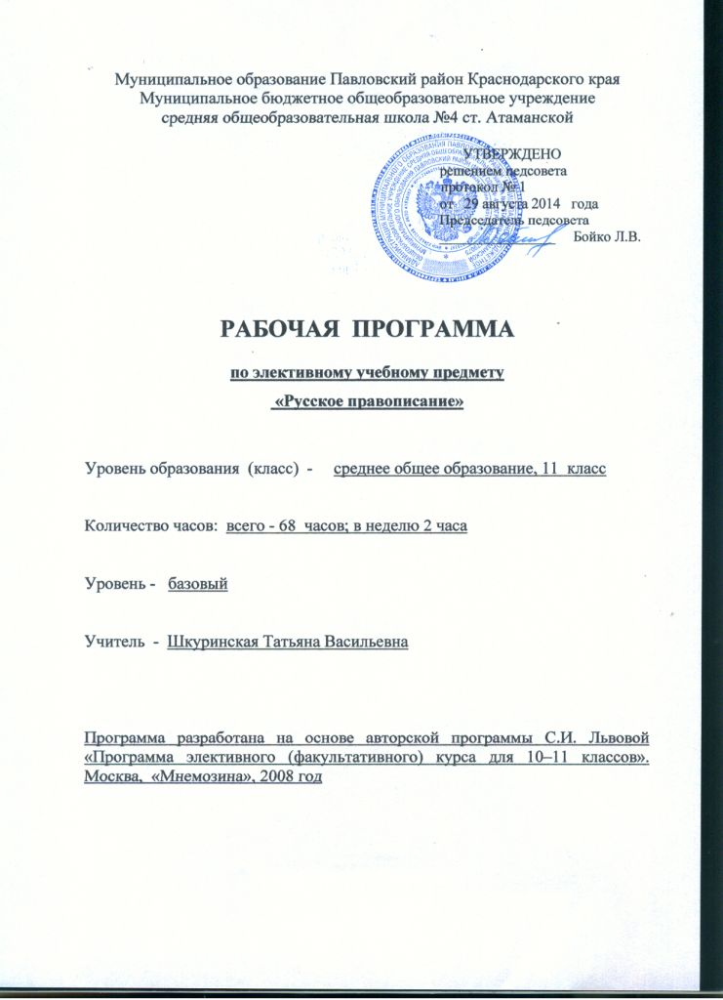 Муниципальное образование Павловский район Краснодарского края
Муниципальное бюджетное общеобразовательное учреждение
средняя общеобразовательная школа №4 ст. Атаманской
УТВЕРЖДЕНО
решением педсовета
протокол № 1
от 29 августа 2014 года
Председатель педсовета
Бойко Л.В.
РАБОЧАЯ ПРОГРАММА
по элективному учебному предмету
«Русское правописание»
Уровень образования (класс) - среднее общее образование, 11 класс
Количество часов: всего - 68 часов; в неделю 2 часа
Уровень - базовый
Учитель - Шкуринская Татьяна Васильевна
Программа разработана на основе авторской программы С.И. Львовой
«Программа элективного (факультативного) курса для 10–11 классов».
Москва, «Мнемозина», 2008 год